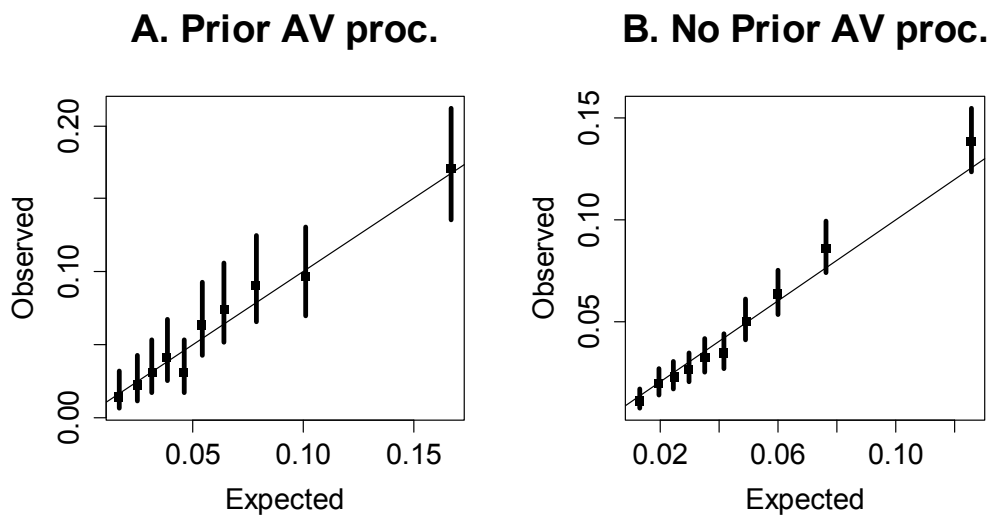 A. Prior AV proc.
0.20
0.10
0.00
Observed
0.05 0.10 0.15
Expected
B. No Prior AV proc.
0.15
0.10
0.05
Observed
0.02 0.06 0.10
Expected